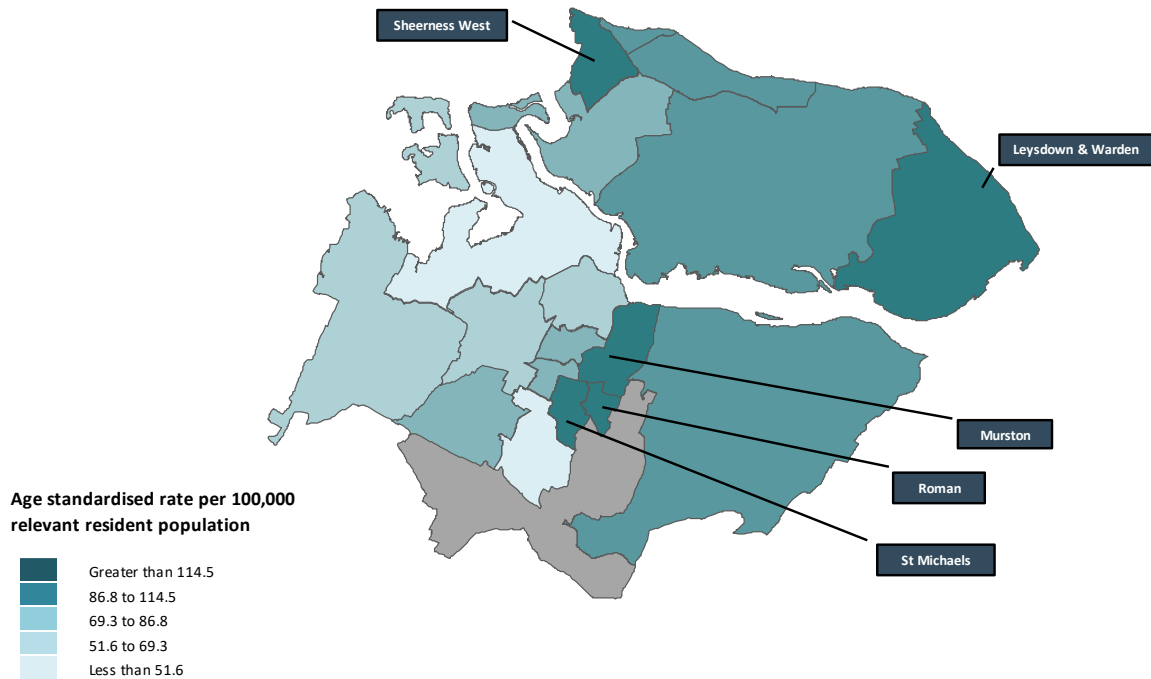 Sheerness West
Leysdown & Warden
Murston
Roman
St Michaels
Age standardised rate per 100,000
relevant resident population
Greater than 114.5
86.8 to 114.5
69.3 to 86.8
51.6 to 69.3
Less than 51.6